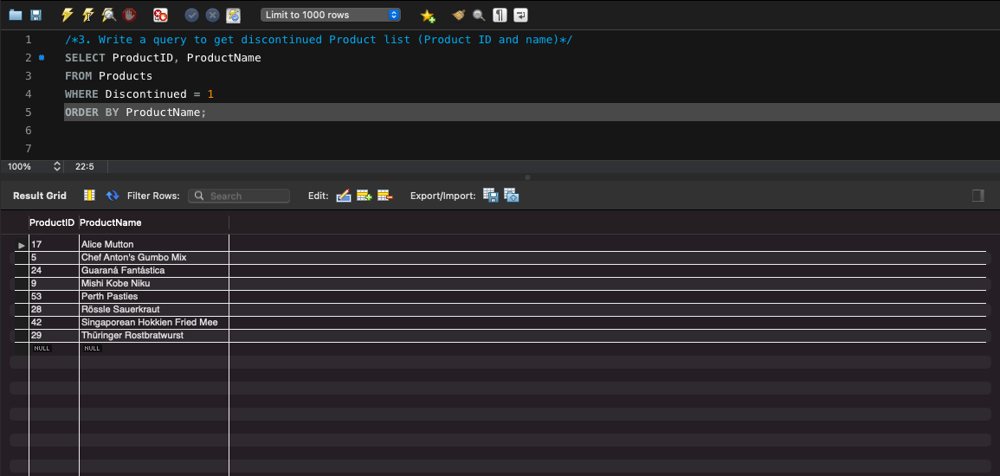 Limit to 1000 rows
1 /*3. Write a query to get discontinued Product list (Product ID and name)*/
2 SELECT ProductID, ProductName
3 FROM Products
4 WHERE Discontinued = 1
5 ORDER BY ProductName;
6
7
100% 22:5
Result Grid Filter Rows: Search Edit: Export/Import:
ProductID ProductName
17 Alice Mutton
5 Chef Anton's Gumbo Mix
24 Guaraná Fantástica
9 Mishi Kobe Niku
53 Perth Pasties
28 Rössle Sauerkraut
42 Singaporean Hokkien Fried Mee
29 Thüringer Rostbratwurst
NULL NULL